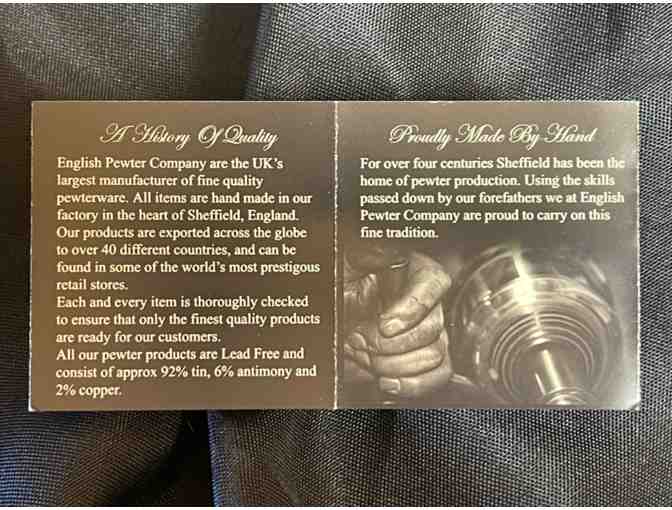 A History Of Quality
English Pewter Company are the UK's
largest manufacturer of fine quality
pewterware. All items are hand made in our
factory in the heart of Sheffield, England.
Our products are exported across the globe
to over 40 different countries, and can be
found in some of the world's most prestigous
retail stores.
Each and every item is thoroughly checked
to ensure that only the finest quality products
are ready for our customers.
All our pewter products are Lead Free and
consist of approx 92% tin, 6% antimony and
2% copper.
Proudly Made By Hand
For over four centuries Sheffield has been the
home of pewter production. Using the skills
passed down by our forefathers we at English
Pewter Company are proud to carry on this
fine tradition.